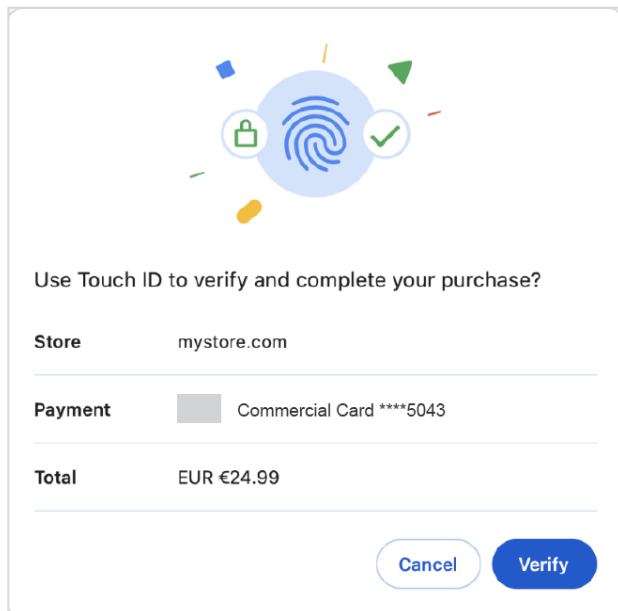 Use Touch ID to verify and complete your purchase?
Store mystore.com
Payment Commercial Card ****5043
Total EUR €24.99
Cancel Verify